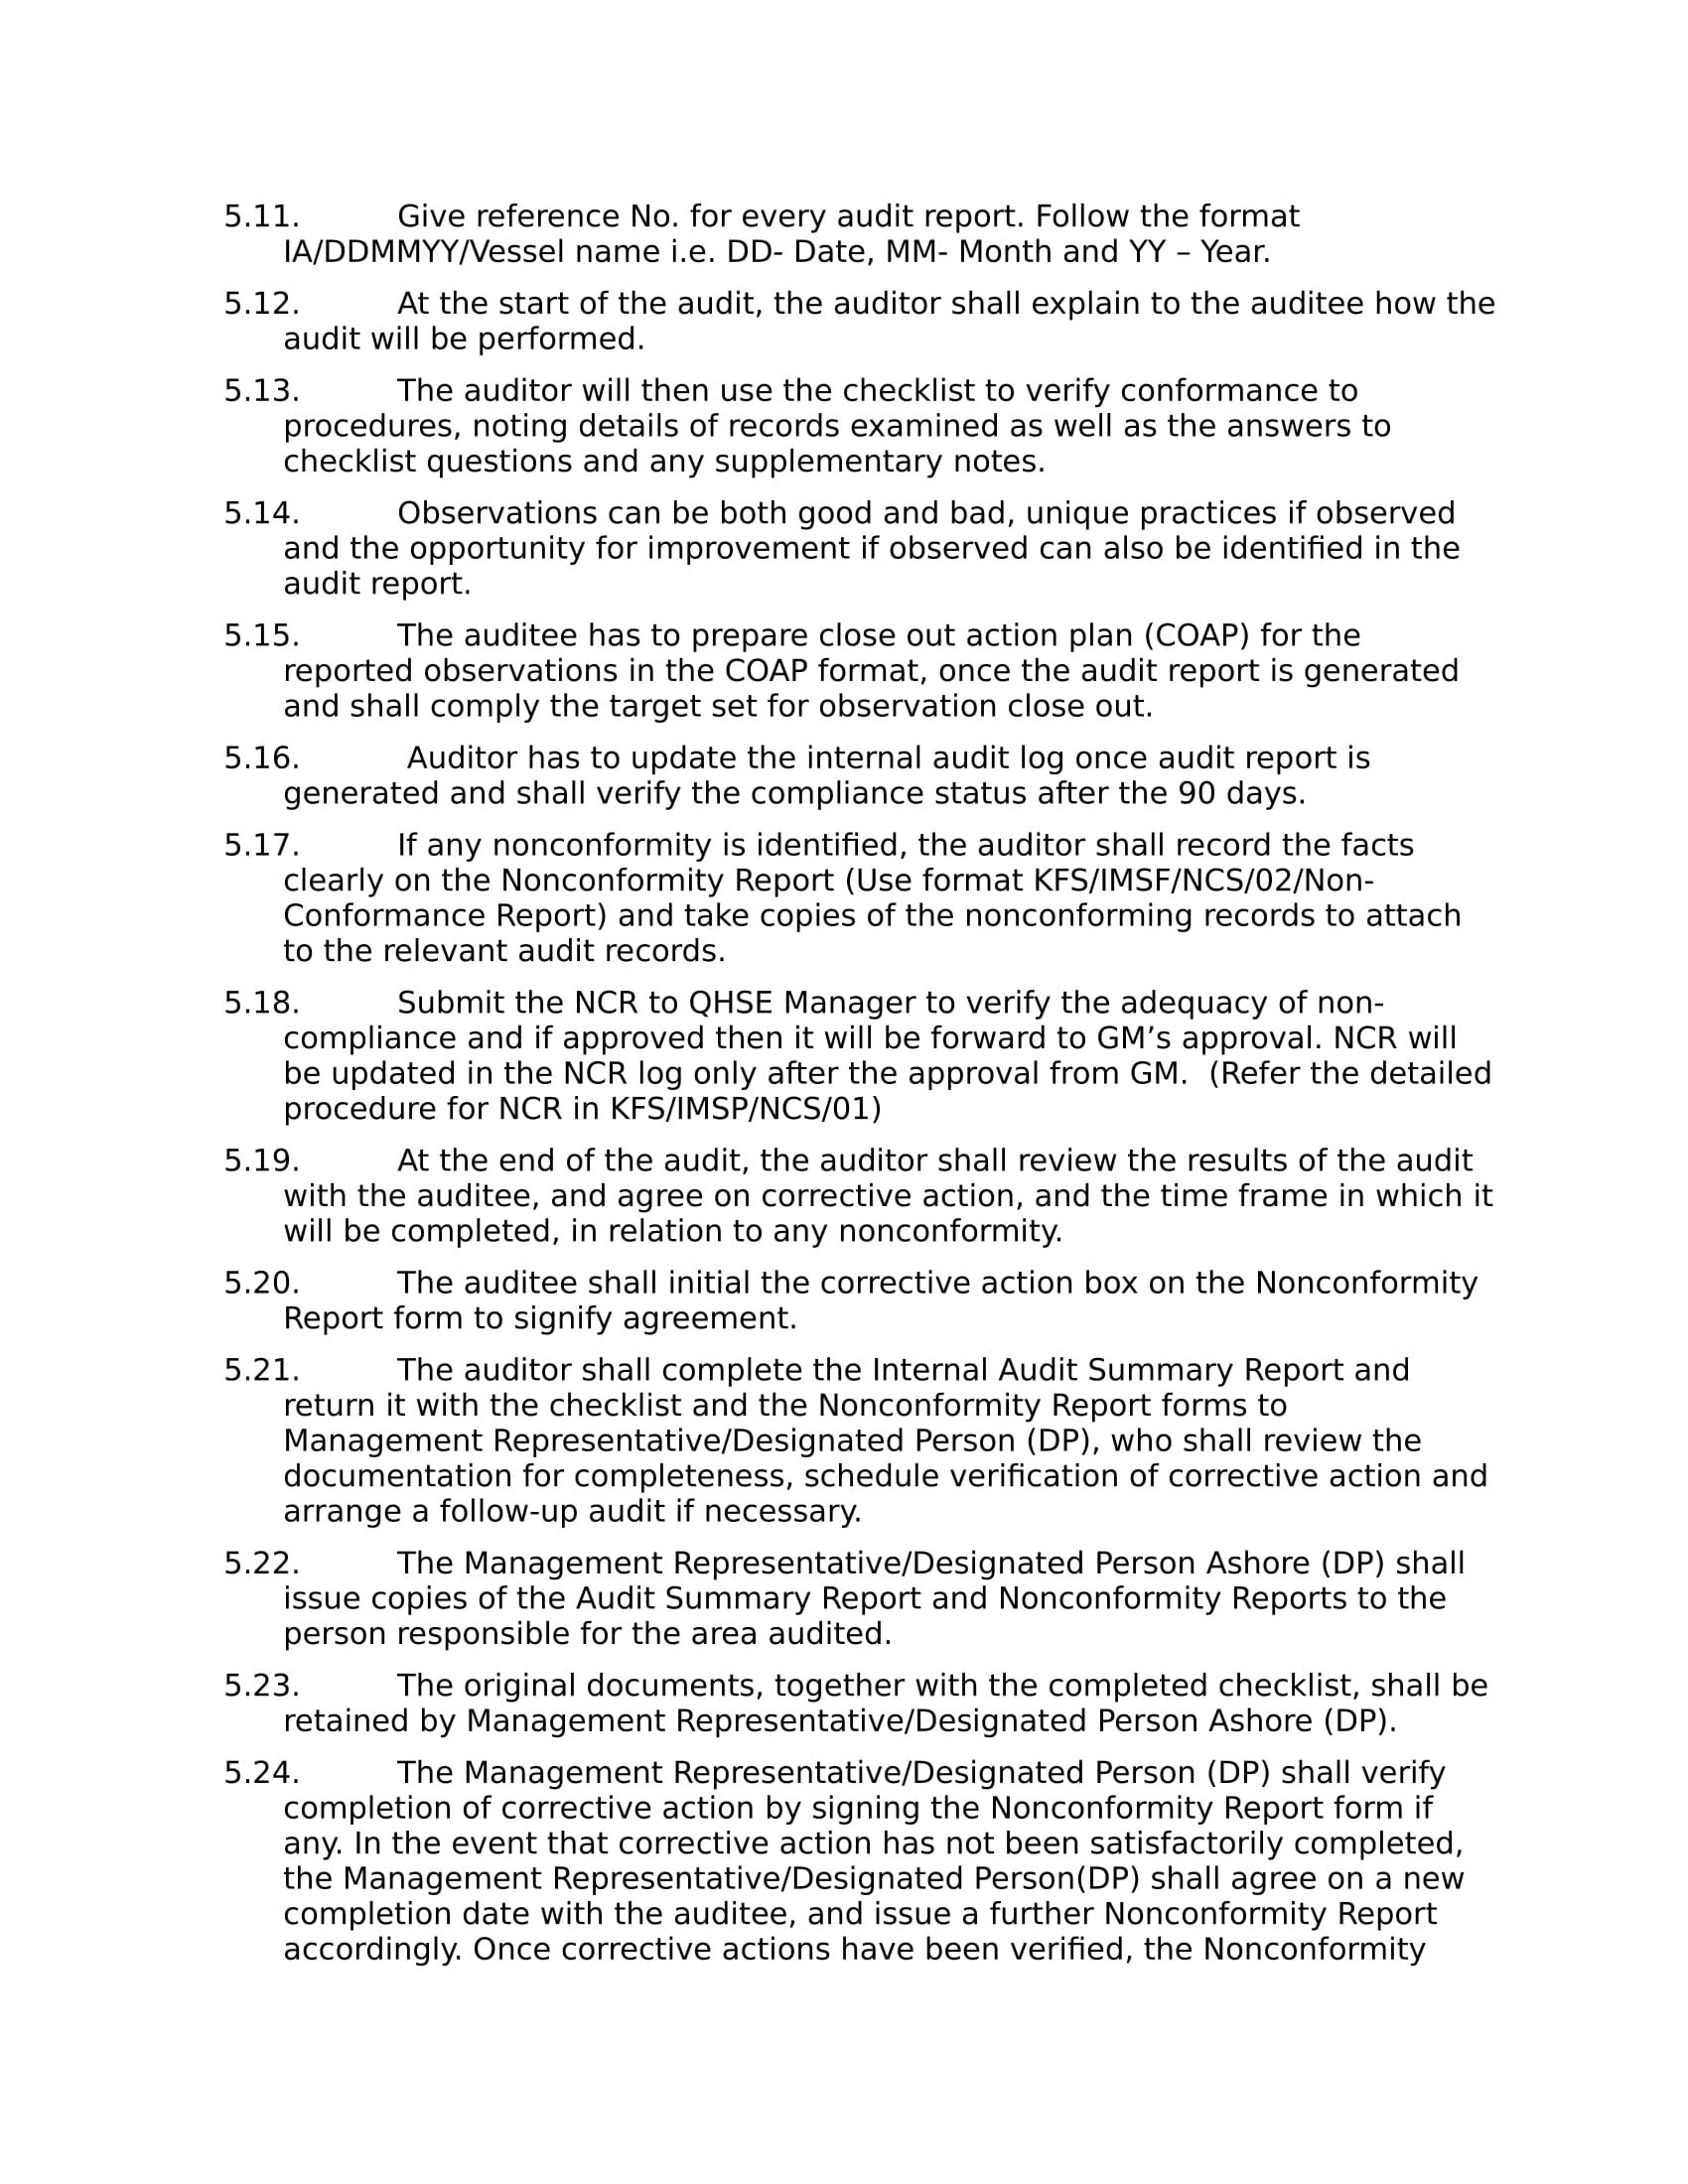 5.11. Give reference No. for every audit report. Follow the format
IA/DDMMYY/Vessel name i.e. DD- Date, MM- Month and YY – Year.
5.12. At the start of the audit, the auditor shall explain to the auditee how the
audit will be performed.
5.13. The auditor will then use the checklist to verify conformance to
procedures, noting details of records examined as well as the answers to
checklist questions and any supplementary notes.
5.14. Observations can be both good and bad, unique practices if observed
and the opportunity for improvement if observed can also be identified in the
audit report.
5.15. The auditee has to prepare close out action plan (COAP) for the
reported observations in the COAP format, once the audit report is generated
and shall comply the target set for observation close out.
5.16. Auditor has to update the internal audit log once audit report is
generated and shall verify the compliance status after the 90 days.
5.17. If any nonconformity is identified, the auditor shall record the facts
clearly on the Nonconformity Report (Use format KFS/IMSF/NCS/02/Non-
Conformance Report) and take copies of the nonconforming records to attach
to the relevant audit records.
5.18. Submit the NCR to QHSE Manager to verify the adequacy of non-
compliance and if approved then it will be forward to GM’s approval. NCR will
be updated in the NCR log only after the approval from GM.  (Refer the detailed
procedure for NCR in KFS/IMSP/NCS/01)
5.19. At the end of the audit, the auditor shall review the results of the audit
with the auditee, and agree on corrective action, and the time frame in which it
will be completed, in relation to any nonconformity.
5.20. The auditee shall initial the corrective action box on the Nonconformity
Report form to signify agreement.
5.21. The auditor shall complete the Internal Audit Summary Report and
return it with the checklist and the Nonconformity Report forms to
Management Representative/Designated Person (DP), who shall review the
documentation for completeness, schedule verification of corrective action and
arrange a follow-up audit if necessary.
5.22. The Management Representative/Designated Person Ashore (DP) shall
issue copies of the Audit Summary Report and Nonconformity Reports to the
person responsible for the area audited.
5.23. The original documents, together with the completed checklist, shall be
retained by Management Representative/Designated Person Ashore (DP).
5.24. The Management Representative/Designated Person (DP) shall verify
completion of corrective action by signing the Nonconformity Report form if
any. In the event that corrective action has not been satisfactorily completed,
the Management Representative/Designated Person(DP) shall agree on a new
completion date with the auditee, and issue a further Nonconformity Report
accordingly. Once corrective actions have been verified, the Nonconformity